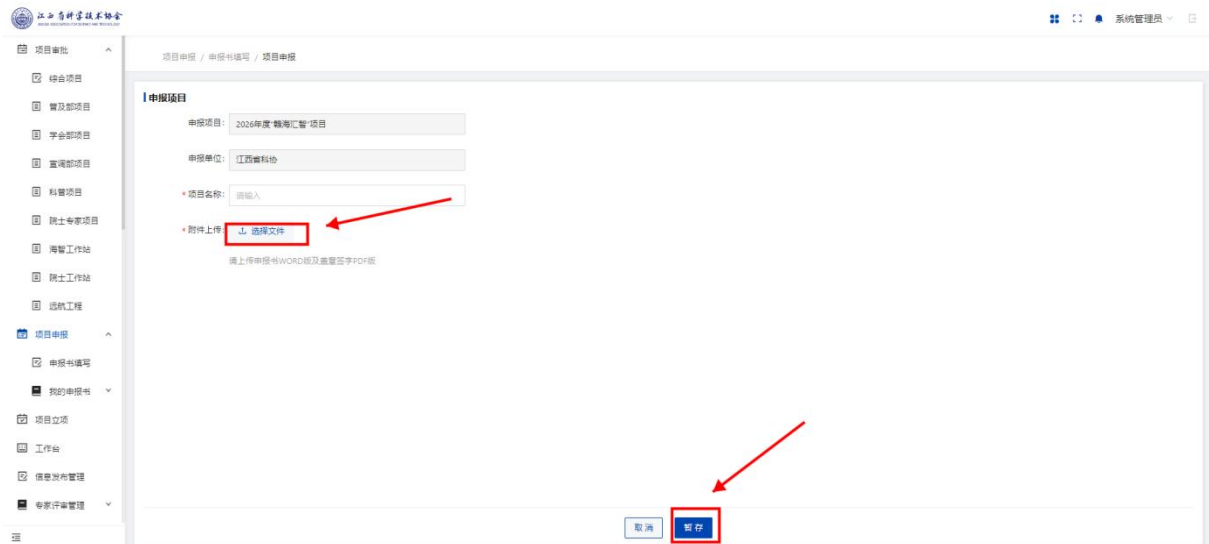 江西省科学技术协会
系统管理员
项目审批
综合项目
普及部项目
学会部项目
宣调部项目
科普项目
院士专家项目
海智工作站
院士工作站
远航工程
项目申报
申报书填写
我的申报书
项目立项
工作台
信息发布管理
专家评审管理
项目申报 / 申报书填写 / 项目申报
申报项目
申报项目: 2026年度“赣海汇智”项目
申报单位: 江西省科协
* 项目名称: 请输入
* 附件上传: 选择文件
请上传申报书WORD版及盖章签字PDF版
取 消 暂 存